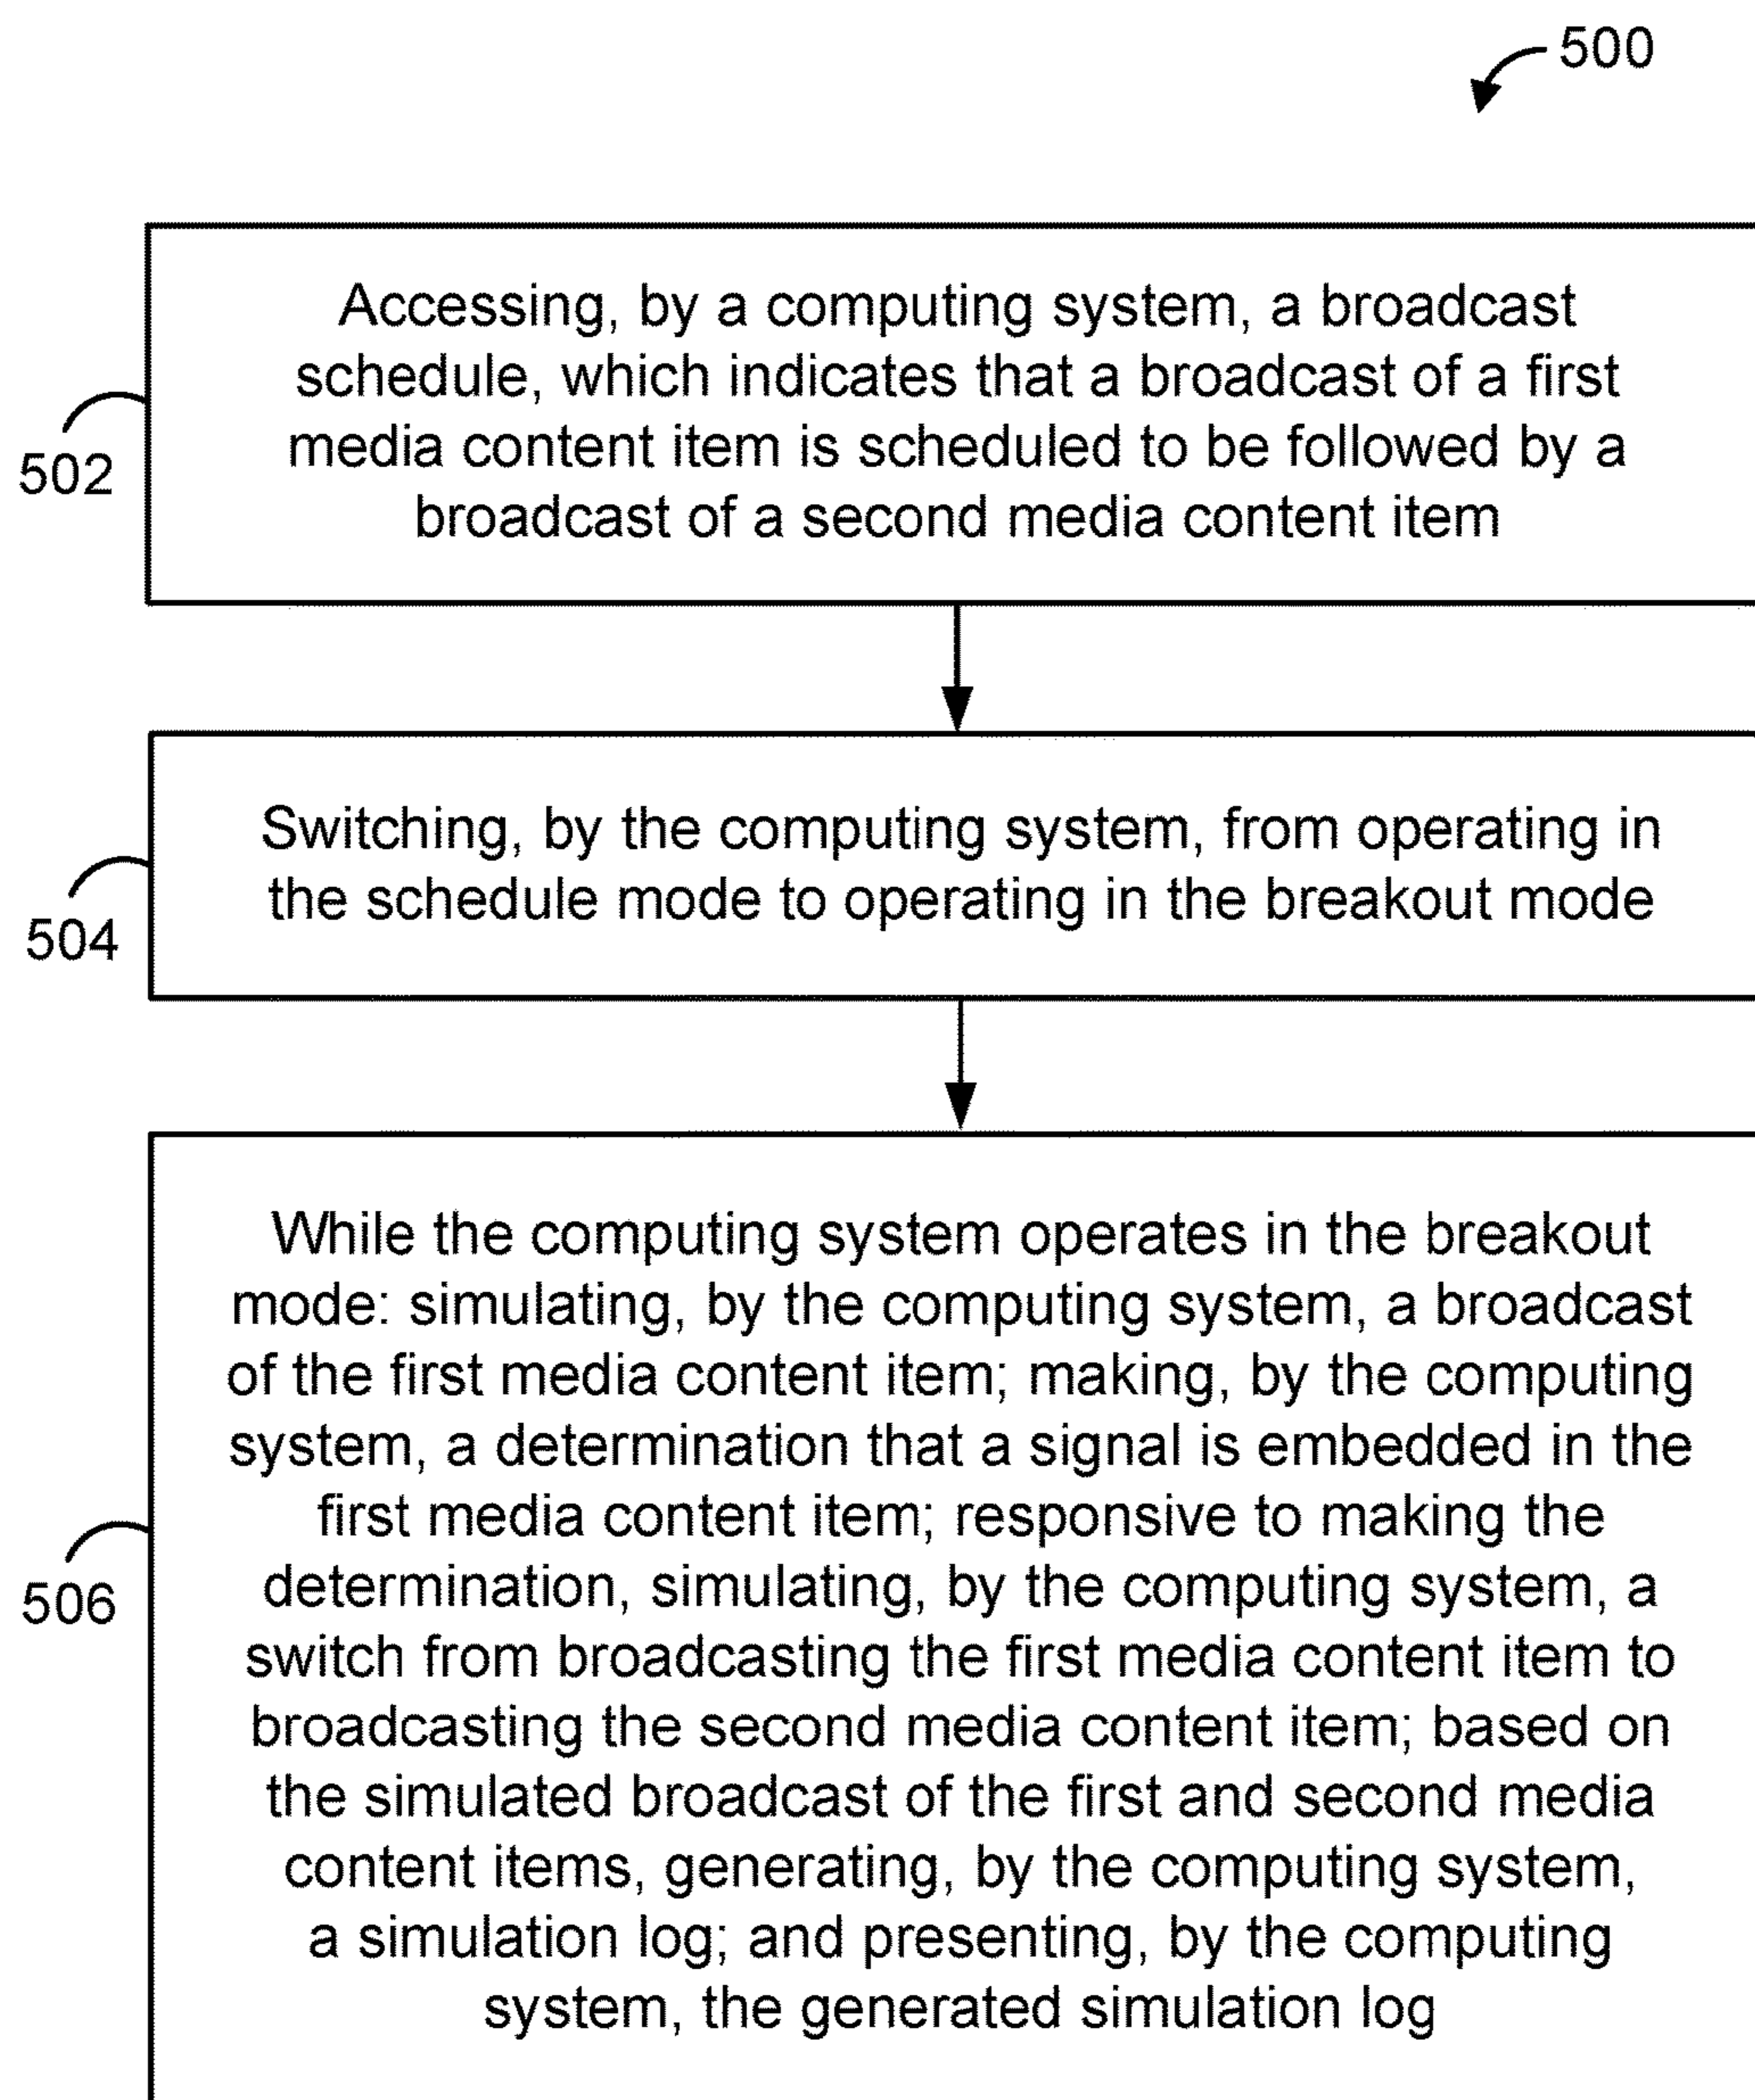 500
Accessing, by a computing system, a broadcast
schedule, which indicates that a broadcast of a first
media content item is scheduled to be followed by a
broadcast of a second media content item
502
Switching, by the computing system, from operating in
the schedule mode to operating in the breakout mode
504
While the computing system operates in the breakout
mode: simulating, by the computing system, a broadcast
of the first media content item; making, by the computing
system, a determination that a signal is embedded in the
first media content item; responsive to making the
determination, simulating, by the computing system, a
switch from broadcasting the first media content item to
broadcasting the second media content item; based on
the simulated broadcast of the first and second media
content items, generating, by the computing system,
a simulation log; and presenting, by the computing
system, the generated simulation log
506